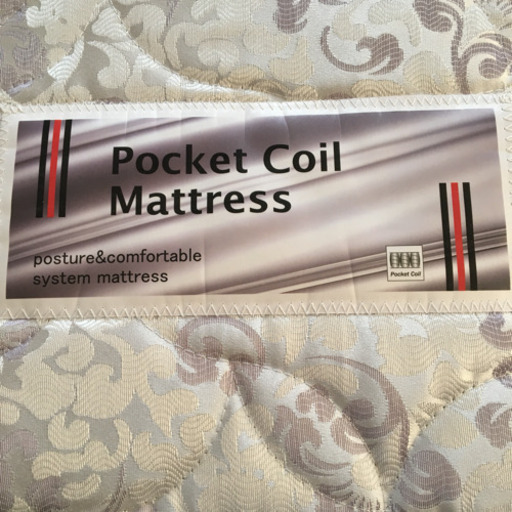 Pocket Coil
Mattress
posture&comfortable
system mattress
Pocket Coil